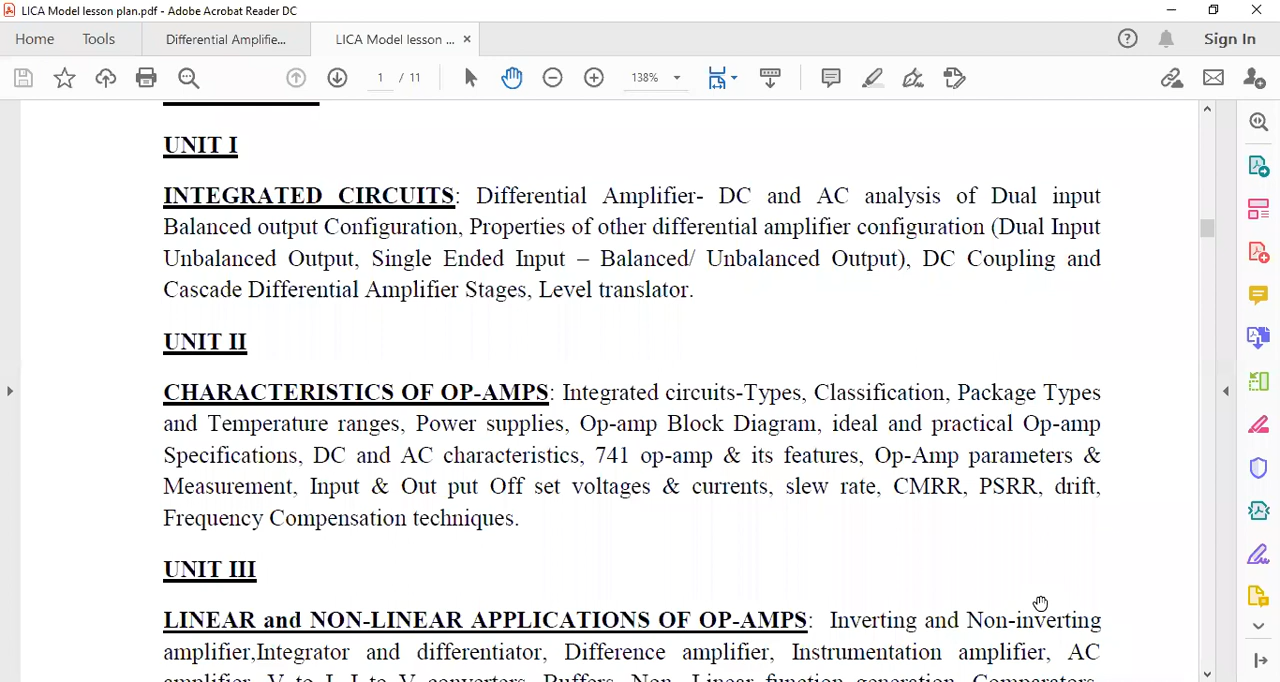 LICA Model lesson plan.pdf - Adobe Acrobat Reader DC
Home Tools Differential Amplifie... LICA Model lesson ... × Sign In
1 / 11 138%
UNIT I
INTEGRATED CIRCUITS: Differential Amplifier- DC and AC analysis of Dual input
Balanced output Configuration, Properties of other differential amplifier configuration (Dual Input
Unbalanced Output, Single Ended Input – Balanced/ Unbalanced Output), DC Coupling and
Cascade Differential Amplifier Stages, Level translator.
UNIT II
CHARACTERISTICS OF OP-AMPS: Integrated circuits-Types, Classification, Package Types
and Temperature ranges, Power supplies, Op-amp Block Diagram, ideal and practical Op-amp
Specifications, DC and AC characteristics, 741 op-amp & its features, Op-Amp parameters &
Measurement, Input & Out put Off set voltages & currents, slew rate, CMRR, PSRR, drift,
Frequency Compensation techniques.
UNIT III
LINEAR and NON-LINEAR APPLICATIONS OF OP-AMPS: Inverting and Non-inverting
amplifier,Integrator and differentiator, Difference amplifier, Instrumentation amplifier, AC
amplifier, V to I, I to V converters, Buffers, Non- Linear function generation, Comparators,